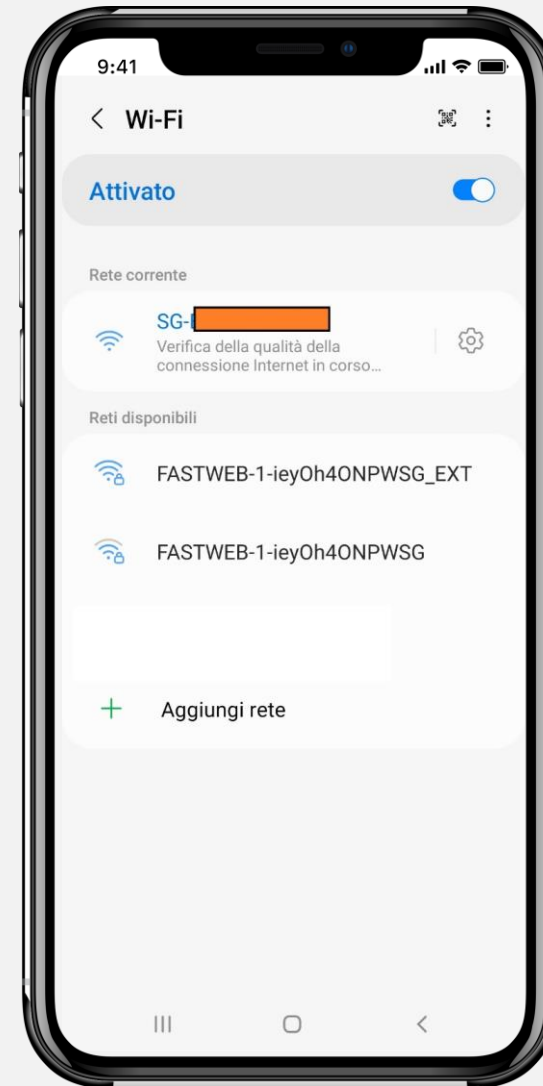 9:41
Wi-Fi
Attivato
Rete corrente
SG-
Verifica della qualità della
connessione Internet in corso...
Reti disponibili
FASTWEB-1-ieyOh4ONPWSG_EXT
FASTWEB-1-ieyOh4ONPWSG
Aggiungi rete